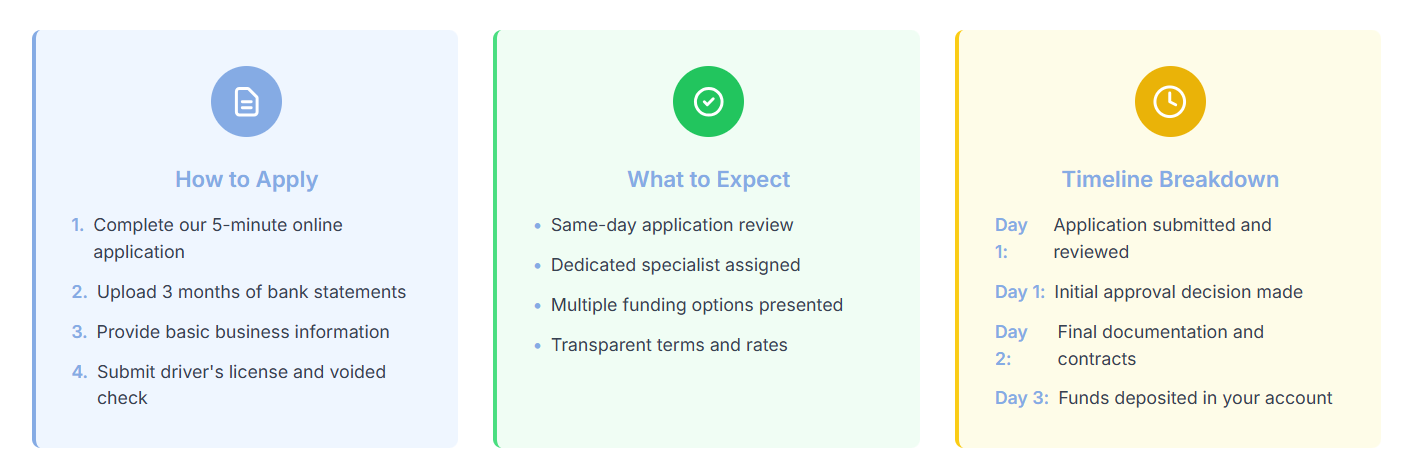 How to Apply
1. Complete our 5-minute online
application
2. Upload 3 months of bank statements
3. Provide basic business information
4. Submit driver's license and voided
check
What to Expect
• Same-day application review
• Dedicated specialist assigned
• Multiple funding options presented
• Transparent terms and rates
Timeline Breakdown
Day Application submitted and
1: reviewed
Day 1: Initial approval decision made
Day Final documentation and
2: contracts
Day 3: Funds deposited in your account